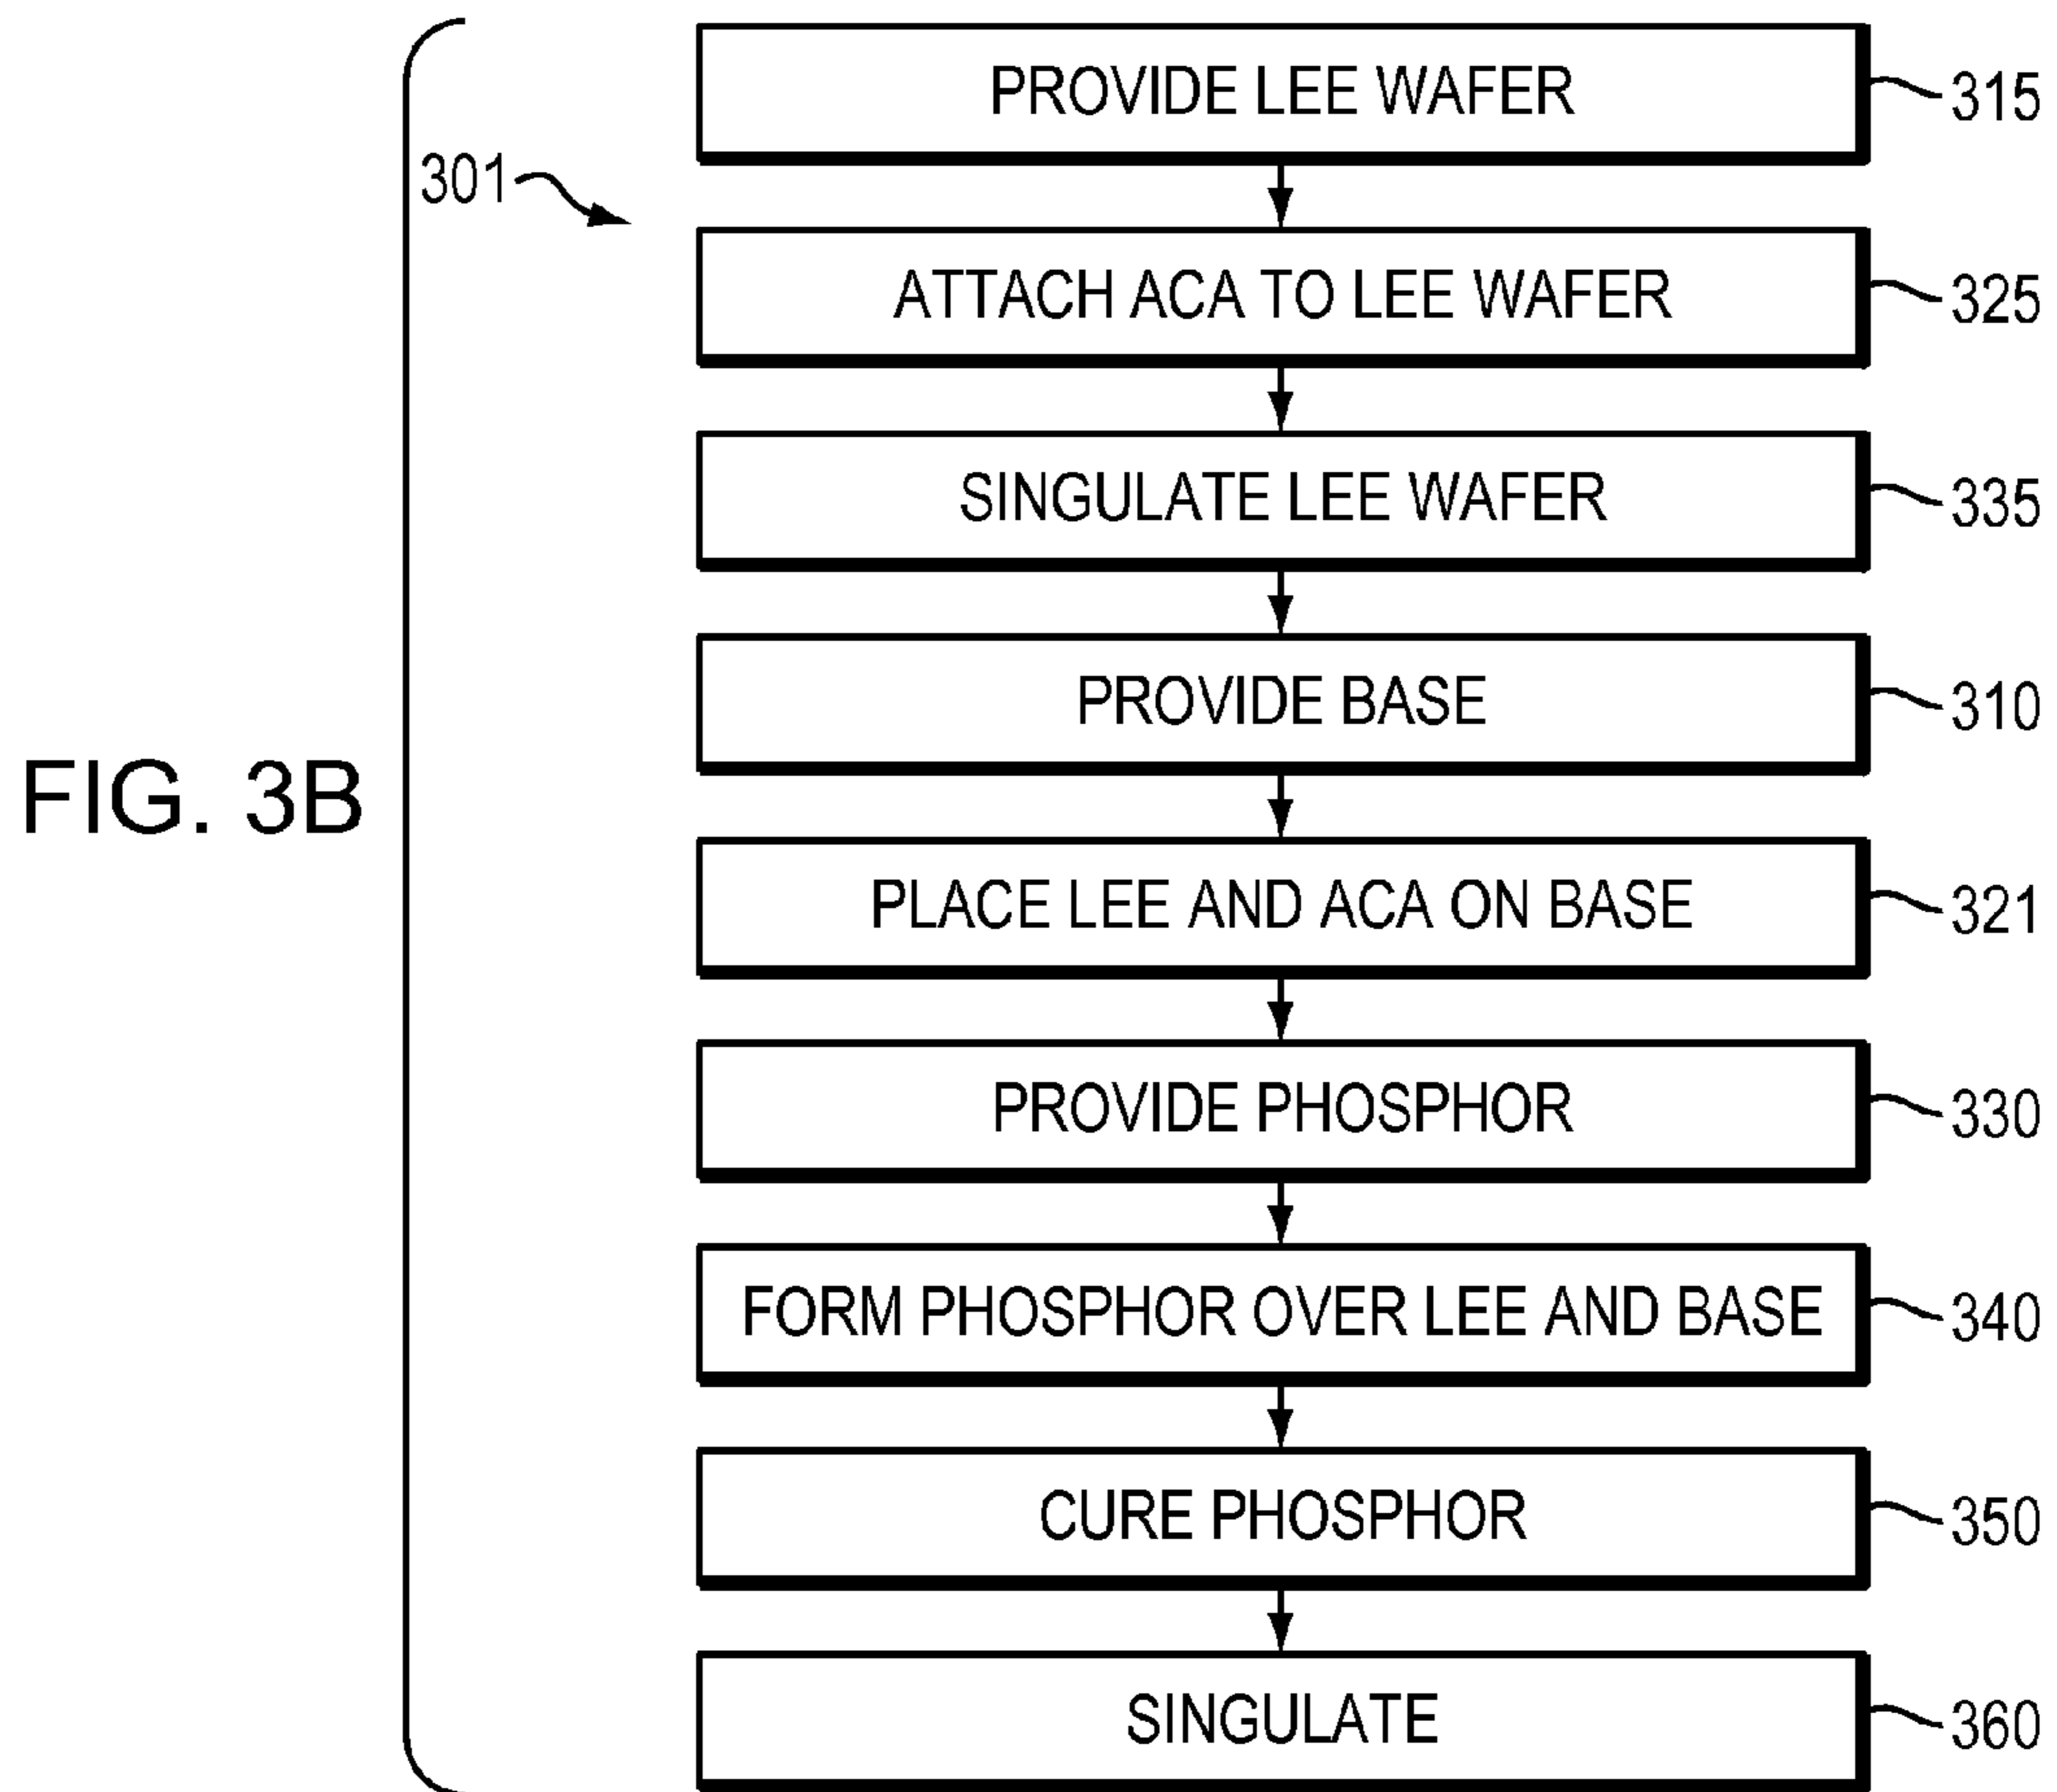 PROVIDE LEE WAFER
315
301
ATTACH ACA TO LEE WAFER
325
SINGULATE LEE WAFER
335
PROVIDE BASE
310
FIG. 3B
PLACE LEE AND ACA ON BASE
321
PROVIDE PHOSPHOR
330
FORM PHOSPHOR OVER LEE AND BASE
340
CURE PHOSPHOR
350
SINGULATE
360